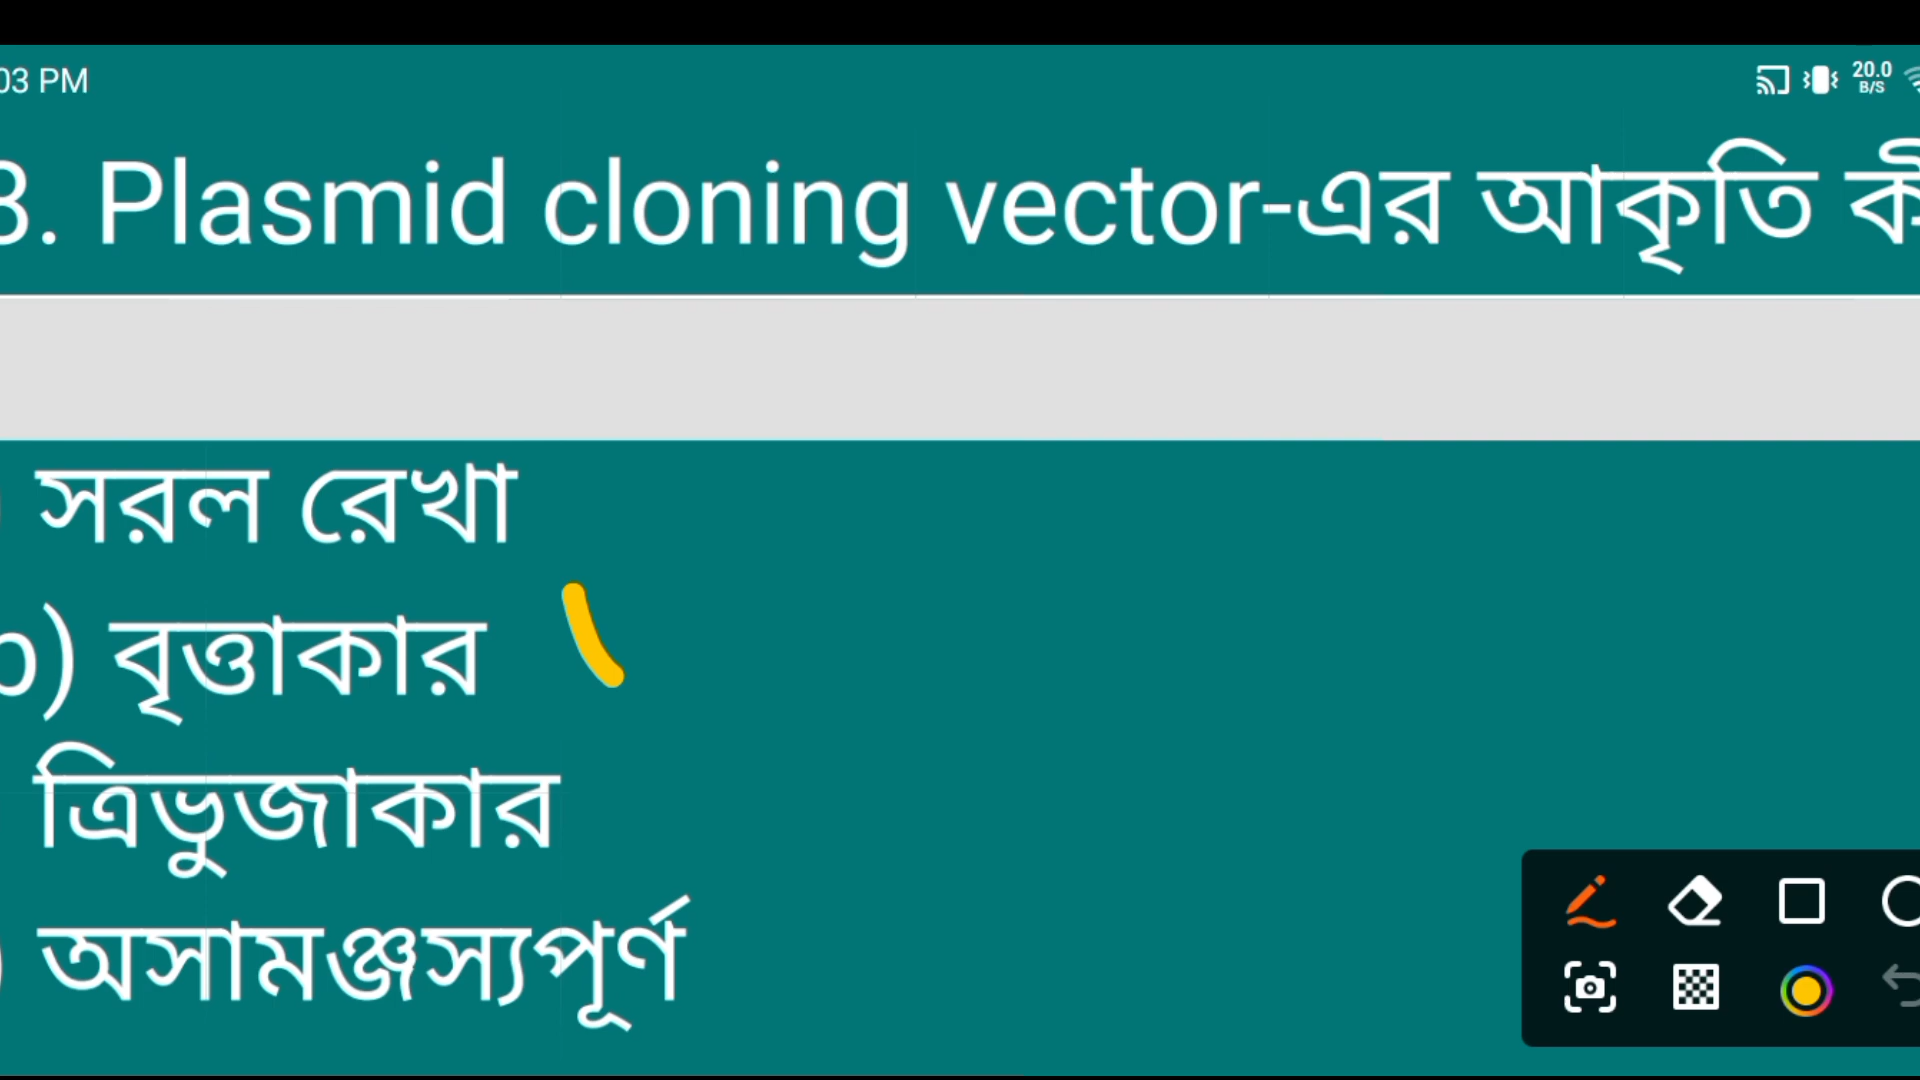 03 PM
20.0
B/S
3. Plasmid cloning vector-এর আকৃতি কী
) সরল রেখা
b) বৃত্তাকার
ত্রিভুজাকার
) অসামঞ্জস্যপূর্ণ